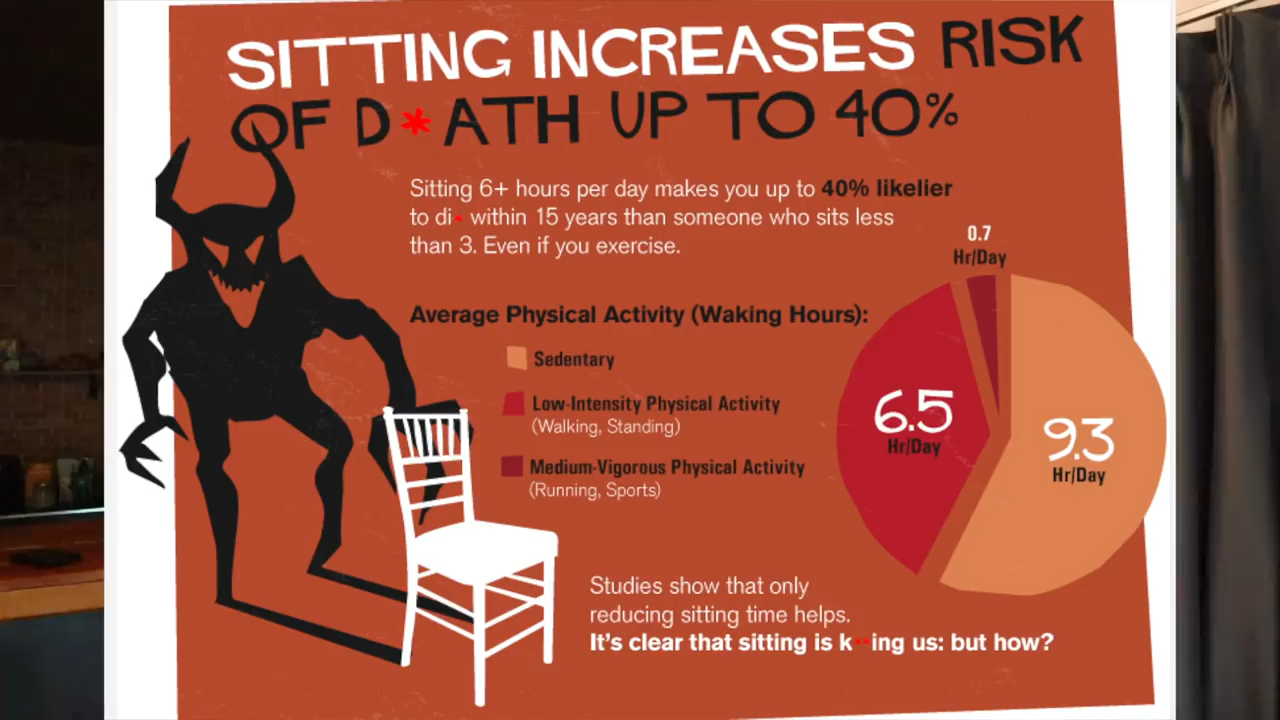 SITTING INCREASES RISK
OF D*ATH UP TO 40%
Sitting 6+ hours per day makes you up to 40% likelier
to di* within 15 years than someone who sits less
than 3. Even if you exercise.
0.7
Hr/Day
Average Physical Activity (Waking Hours):
Sedentary
Low-Intensity Physical Activity
(Walking, Standing)
Medium-Vigorous Physical Activity
(Running, Sports)
6.5
Hr/Day
9.3
Hr/Day
Studies show that only
reducing sitting time helps.
It's clear that sitting is k**ing us: but how?